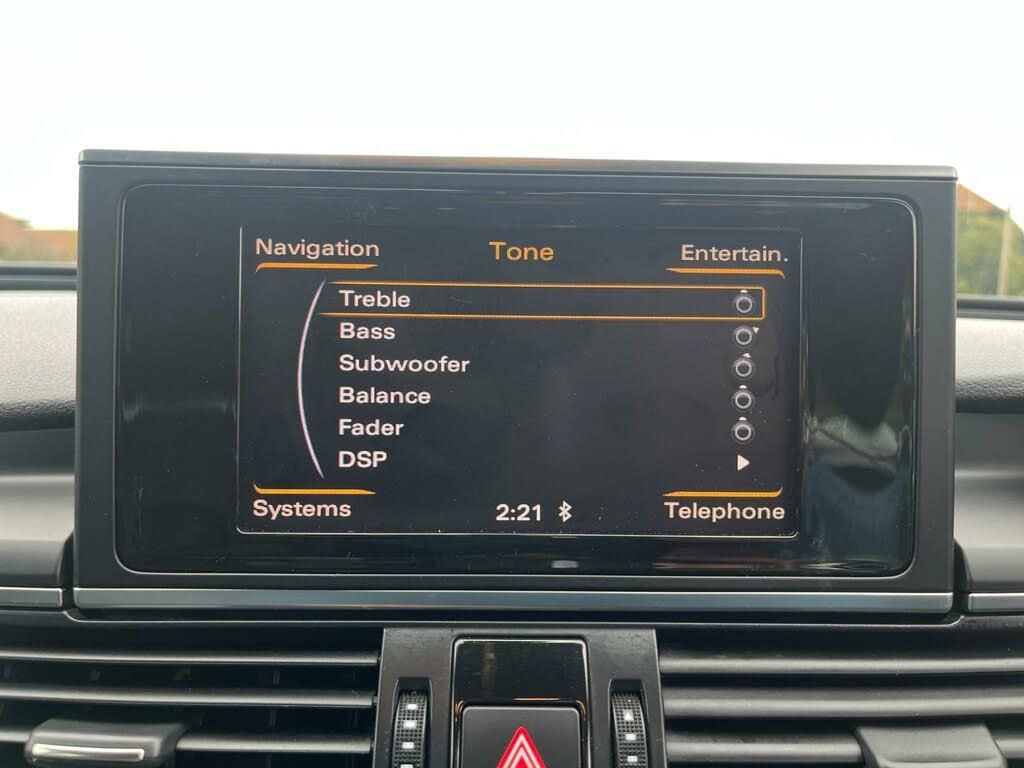 Navigation Tone Entertain.
Treble
Bass
Subwoofer
Balance
Fader
DSP
Systems 2:21 Telephone